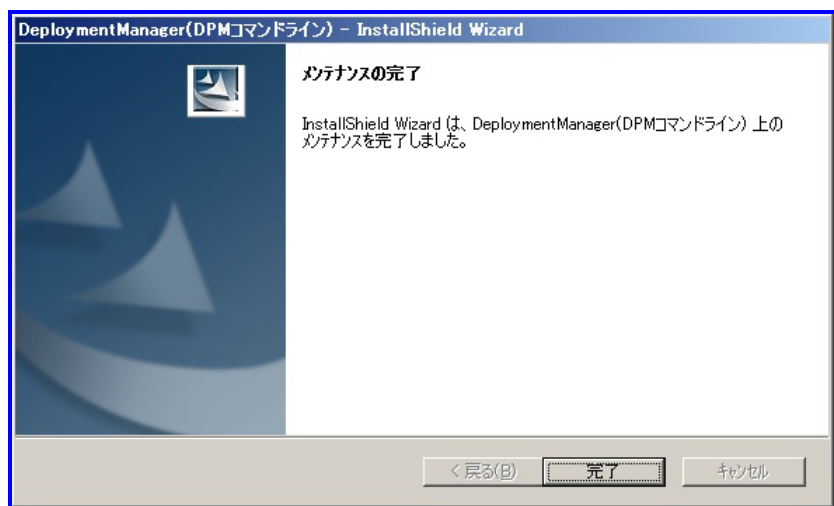 DeploymentManager(DPMコマンドライン) - InstallShield Wizard
メンテナンスの完了
InstallShield Wizard は、DeploymentManager(DPMコマンドライン) 上の
メンテナンスを完了しました。
< 戻る(B)
完了
キャンセル